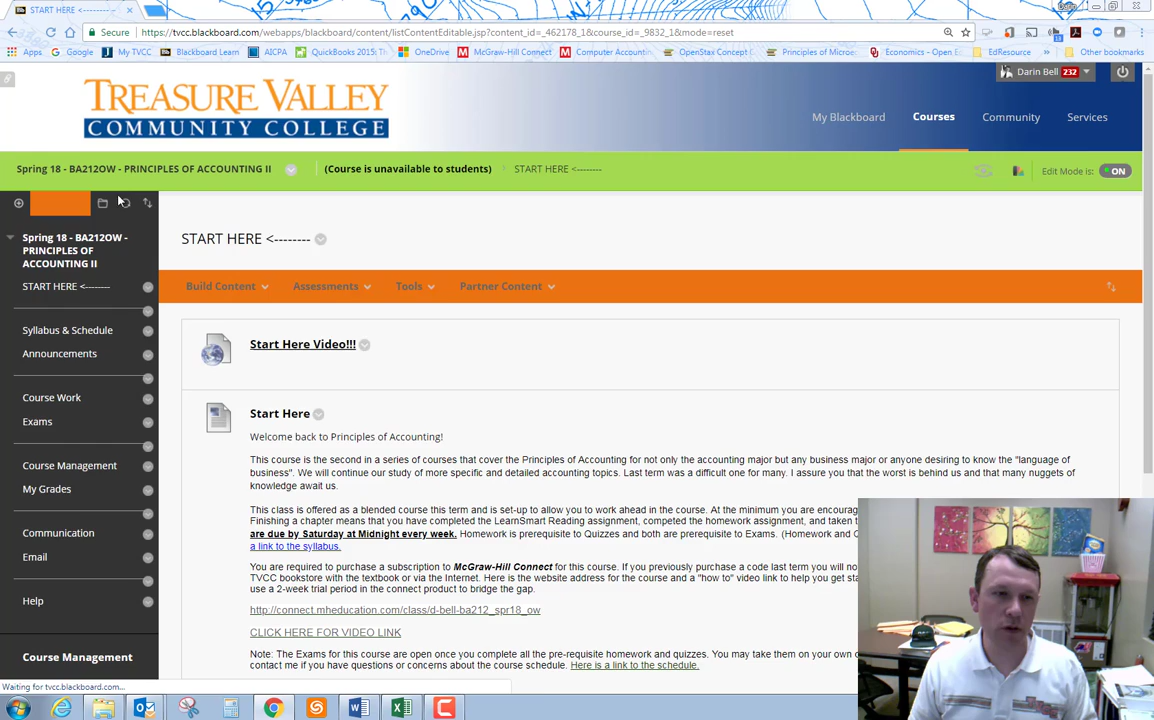 START HERE <--------
Secure
https://tvcc.blackboard.com/webapps/blackboard/content/listContentEditable.jsp?content_id=_462178_1&course_id=_9832_1&mode=reset
Apps
Google
My TVCC
Blackboard Learn
AICPA
QuickBooks 2015: The
OneDrive
McGraw-Hill Connect
Computer Accountin
OpenStax Concept C
Principles of Microe
Economics - Open Ed
EdResource
»
Other bookmarks
TREASURE VALLEY
COMMUNITY COLLEGE
Darin Bell 232
My Blackboard
Courses
Community
Services
Spring 18 - BA212OW - PRINCIPLES OF ACCOUNTING II
(Course is unavailable to students)
START HERE <--------
Edit Mode is:
ON
Spring 18 - BA212OW -
PRINCIPLES OF
ACCOUNTING II
START HERE <--------
Syllabus & Schedule
Announcements
Course Work
Exams
Course Management
My Grades
Communication
Email
Help
Course Management
START HERE <--------
Build Content
Assessments
Tools
Partner Content
Start Here Video!!!
Start Here
Welcome back to Principles of Accounting!
This course is the second in a series of courses that cover the Principles of Accounting for not only the accounting major but any business major or anyone desiring to know the "language of
business". We will continue our study of more specific and detailed accounting topics. Last term was a difficult one for many. I assure you that the worst is behind us and that many nuggets of
knowledge await us.
This class is offered as a blended course this term and is set-up to allow you to work ahead in the course. At the minimum you are encourag
Finishing a chapter means that you have completed the LearnSmart Reading assignment, competed the homework assignment, and taken t
are due by Saturday at Midnight every week. Homework is prerequisite to Quizzes and both are prerequisite to Exams. (Homework and C
a link to the syllabus.
You are required to purchase a subscription to McGraw-Hill Connect for this course. If you previously purchase a code last term you will no
TVCC bookstore with the textbook or via the Internet. Here is the website address for the course and a "how to" video link to help you get sta
use a 2-week trial period in the connect product to bridge the gap.
http://connect.mheducation.com/class/d-bell-ba212_spr18_ow
CLICK HERE FOR VIDEO LINK
Note: The Exams for this course are open once you complete all the pre-requisite homework and quizzes. You may take them on your own
contact me if you have questions or concerns about the course schedule. Here is a link to the schedule.
Waiting for tvcc.blackboard.com...